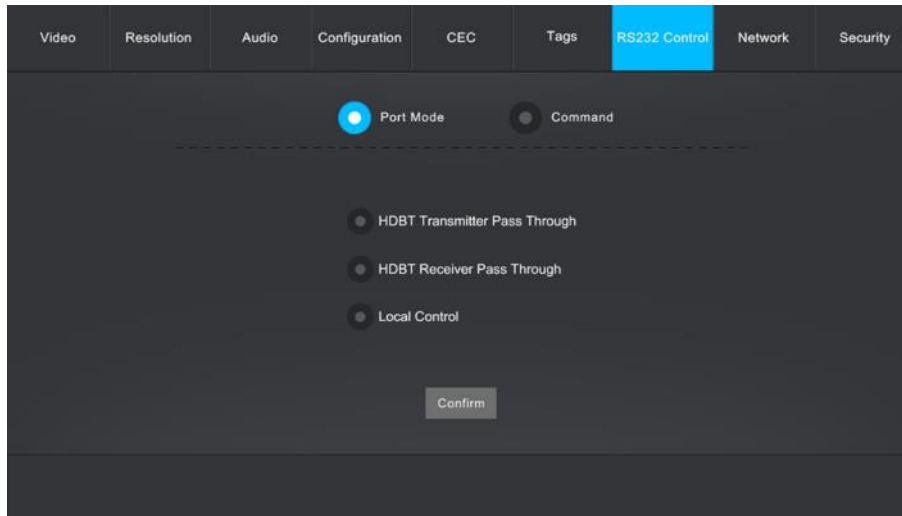 Video Resolution Audio Configuration CEC Tags RS232 Control Network Security
Port Mode Command
HDBT Transmitter Pass Through
HDBT Receiver Pass Through
Local Control
Confirm